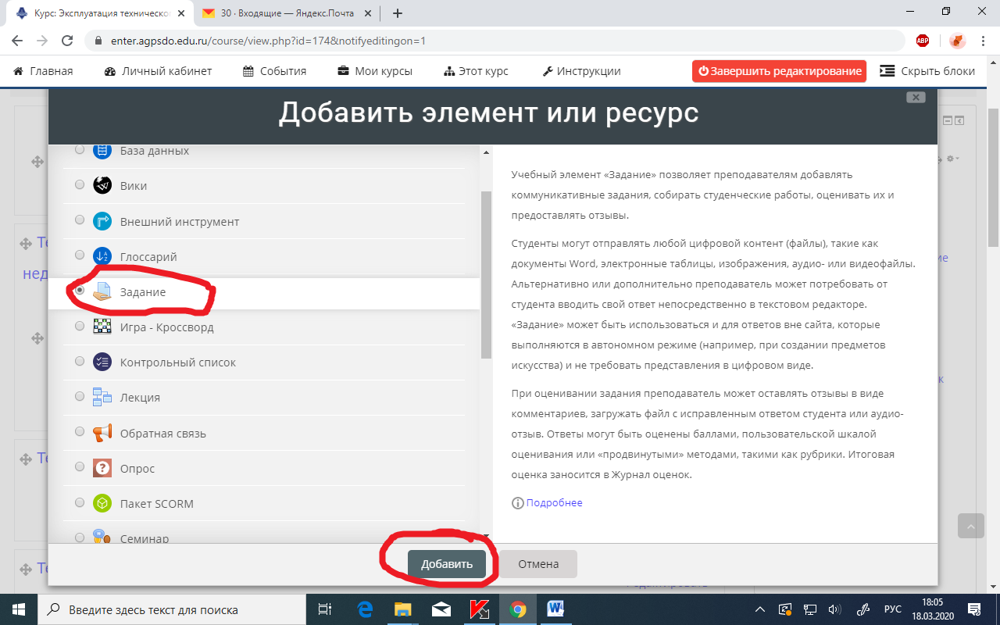 Курс: Эксплуатация техническо
30 · Входящие — Яндекс.Почта
enter.agpsdo.edu.ru/course/view.php?id=174&notifyeditingon=1
ABP
Главная
Личный кабинет
События
Мои курсы
Этот курс
Инструкции
Завершить редактирование
Скрыть блоки
Добавить элемент или ресурс
База данных
Вики
Внешний инструмент
Глоссарий
Задание
Игра - Кроссворд
Контрольный список
Лекция
Обратная связь
Опрос
Пакет SCORM
Семинар
Учебный элемент «Задание» позволяет преподавателям добавлять
коммуникативные задания, собирать студенческие работы, оценивать их и
предоставлять отзывы.
Студенты могут отправлять любой цифровой контент (файлы), такие как
документы Word, электронные таблицы, изображения, аудио- или видеофайлы.
Альтернативно или дополнительно преподаватель может потребовать от
студента вводить свой ответ непосредственно в текстовом редакторе.
«Задание» может быть использоваться и для ответов вне сайта, которые
выполняются в автономном режиме (например, при создании предметов
искусства) и не требовать представления в цифровом виде.
При оценивании задания преподаватель может оставлять отзывы в виде
комментариев, загружать файл с исправленным ответом студента или аудио-
отзыв. Ответы могут быть оценены баллами, пользовательской шкалой
оценивания или «продвинутыми» методами, такими как рубрики. Итоговая
оценка заносится в Журнал оценок.
Подробнее
Добавить
Отмена
Введите здесь текст для поиска
РУС
18:05
18.03.2020